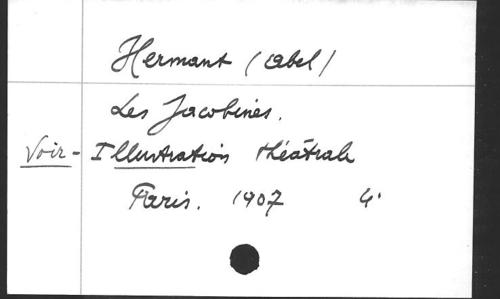 Hermant (Abel)
Les Jacobines.
Voir - Illustration théâtrale
Paris. 1907 4°